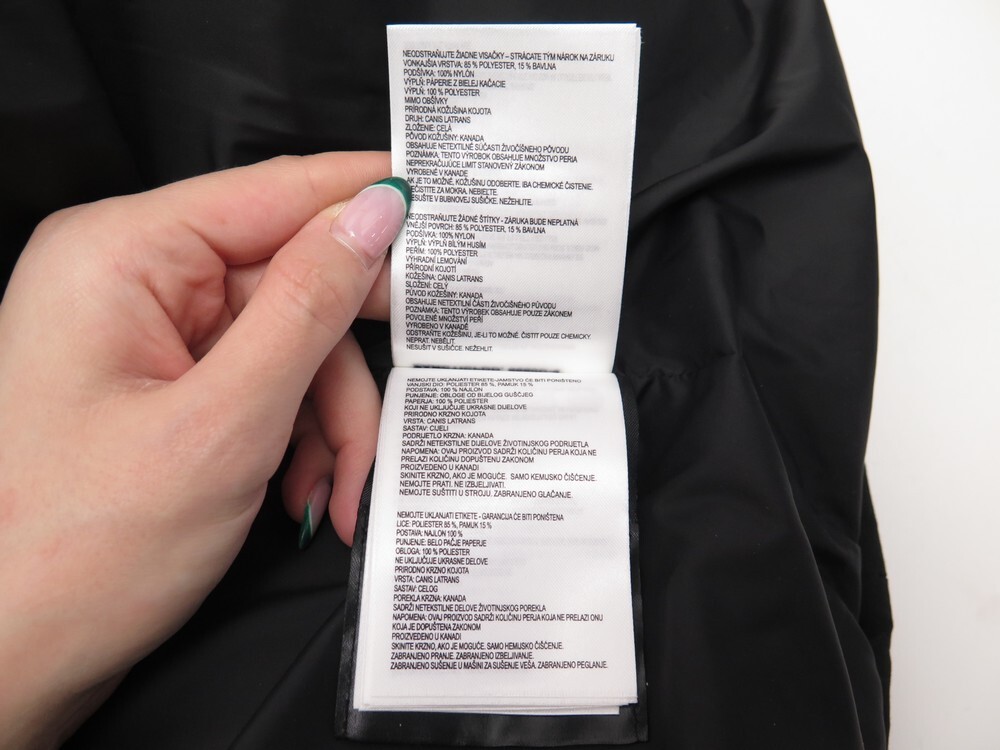 NEODSTRAŇUJTE ŽIADNE VISAČKY – STRÁCATE TÝM NÁROK NA ZÁRUKU
VONKAJŠIA VRSTVA: 85 % POLYESTER, 15 % BAVLNA
PODŠÍVKA: 100% NYLÓN
VÝPLŇ: PÁPERIE Z BIELEJ KAČACIE
VÝPLŇ: 100 % POLYESTER
MIMO OBŠÍVKY
PRÍRODNÁ KOŽUŠINA KOJOTA
DRUH: CANIS LATRANS
ZLOŽENIE: CELÁ
PÔVOD KOŽUŠINY: KANADA
OBSAHUJE NETEXTILNÉ SÚČASTI ŽIVOČÍŠNEHO PÔVODU
POZNÁMKA: TENTO VÝROBOK OBSAHUJE MNOŽSTVO PERIA
NEPREKRAČUJÚCE LIMIT STANOVENÝ ZÁKONOM
VYROBENÉ V KANADE
AK JE TO MOŽNÉ, KOŽUŠINU ODOBERTE. IBA CHEMICKÉ ČISTENIE.
NEČISTITE ZA MOKRA. NEBIEĽTE.
NESUŠTE V BUBNOVEJ SUŠIČKE. NEŽEHLITE.
NEODSTRAŇUJTE ŽÁDNÉ ŠTÍTKY - ZÁRUKA BUDE NEPLATNÁ
VNĚJŠÍ POVRCH: 85 % POLYESTER, 15 % BAVLNA
PODŠÍVKA: 100% NYLON
VÝPLŇ: VÝPLŇ BÍLÝM HUSÍM
PEŘÍM: 100% POLYESTER
VÝHRADNÍ LEMOVÁNÍ
PŘÍRODNÍ KOJOTÍ
KOŽEŠINA: CANIS LATRANS
SLOŽENÍ: CELÝ
PŮVOD KOŽEŠINY: KANADA
OBSAHUJE NETEXTILNÍ ČÁSTI ŽIVOČIŠNÉHO PŮVODU
POZNÁMKA: TENTO VÝROBEK OBSAHUJE POUZE ZÁKONEM
POVOLENÉ MNOŽSTVÍ PEŘÍ
VYROBENO V KANADĚ
ODSTRAŇTE KOŽEŠINU, JE-LI TO MOŽNÉ. ČISTIT POUZE CHEMICKY.
NEPRAT. NEBĚLIT.
NESUŠIT V SUŠIČCE. NEŽEHLIT.
NEMOJTE UKLANJATI ETIKETE-JAMSTVO ĆE BITI PONIŠTENO
VANJSKI DIO: POLIESTER 85 %, PAMUK 15 %
PODSTAVA: 100 % NAJLON
PUNJENJE: OBLOGE OD BIJELOG GUŠČJEG
PAPERJA: 100 % POLIESTER
KOJI NE UKLJUČUJE UKRASNE DIJELOVE
PRIRODNO KRZNO KOJOTA
VRSTA: CANIS LATRANS
SASTAV: CIJELI
PODRIJETLO KRZNA: KANADA
SADRŽI NETEKSTILNE DIJELOVE ŽIVOTINJSKOG PODRIJETLA
NAPOMENA: OVAJ PROIZVOD SADRŽI KOLIČINU PERJA KOJA NE
PRELAZI KOLIČINU DOPUŠTENU ZAKONOM
PROIZVEDENO U KANADI
SKINITE KRZNO, AKO JE MOGUĆE. SAMO KEMIJSKO ČIŠĆENJE.
NEMOJTE PRATI. NE IZBJELJIVATI.
NEMOJTE SUŠITI U STROJU. ZABRANJENO GLAČANJE.
NEMOJTE UKLANJATI ETIKETE - GARANCIJA ĆE BITI PONIŠTENA
LICE: POLIESTER 85 %, PAMUK 15 %
POSTAVA: NAJLON 100 %
PUNJENJE: BELO PAČJE PAPERJE
OBLOGA: 100 % POLIESTER
NE UKLJUČUJE UKRASNE DELOVE
PRIRODNO KRZNO KOJOTA
VRSTA: CANIS LATRANS
SASTAV: CELOG
POREKLA KRZNA: KANADA
SADRŽI NETEKSTILNE DELOVE ŽIVOTINJSKOG POREKLA
NAPOMENA: OVAJ PROIZVOD SADRŽI KOLIČINU PERJA KOJA NE PRELAZI ONU
KOJA JE DOPUŠTENA ZAKONOM
PROIZVEDENO U KANADI
SKINITE KRZNO, AKO JE MOGUĆE. SAMO HEMIJSKO ČIŠĆENJE.
ZABRANJENO PRANJE. ZABRANJENO IZBELJIVANJE.
ZABRANJENO SUŠENJE U MAŠINI ZA SUŠENJE VEŠA. ZABRANJENO PEGLANJE.